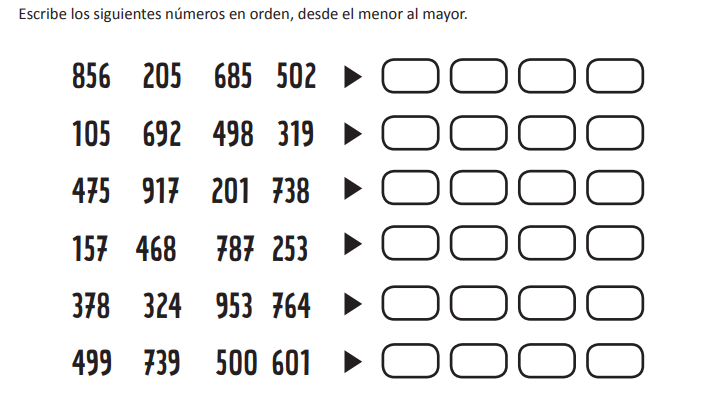 Escribe los siguientes números en orden, desde el menor al mayor.
856 205 685 502
105 692 498 319
475 917 201 738
157 468 787 253
378 324 953 764
499 739 500 601